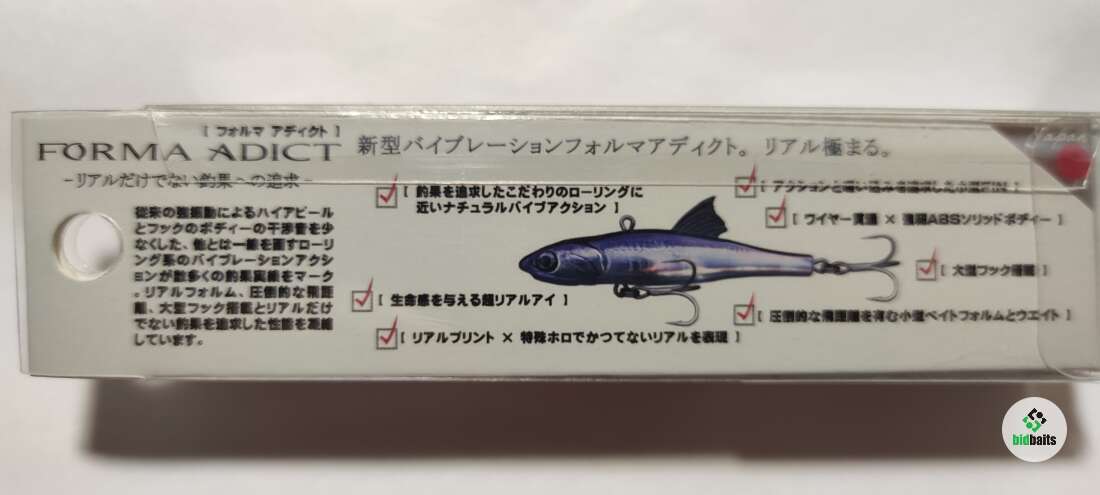 [ フォルマ アディクト ]
FORMA ADICT
新型バイブレーションフォルマアディクト。 リアル極まる。
-リアルだけでない釣果への追求-
従来の強振動によるハイアピール
とフックのボディーの干渉音を少
なくした、他とは一線を画すローリ
ング系のバイブレーションアクシ
ョンが数多くの釣果実績をマーク
。リアルフォルム、圧倒的な飛距
離、大型フック搭載とリアルだけ
でない釣果を追求した性能を凝縮
しています。
[ 釣果を追求したこだわりのローリングに
近いナチュラルバイブアクション ]
[ 生命感を与える超リアルアイ ]
[ リアルプリント × 特殊ホロでかつてないリアルを表現 ]
[ アクションと
[ ワイヤー貫通 × 強靭ABSソリッドボディー ]
[ 大型フック搭載 ]
[ 圧倒的な飛距離を有む小型ベイトフォルムとウエイト ]
Japan
bidbaits